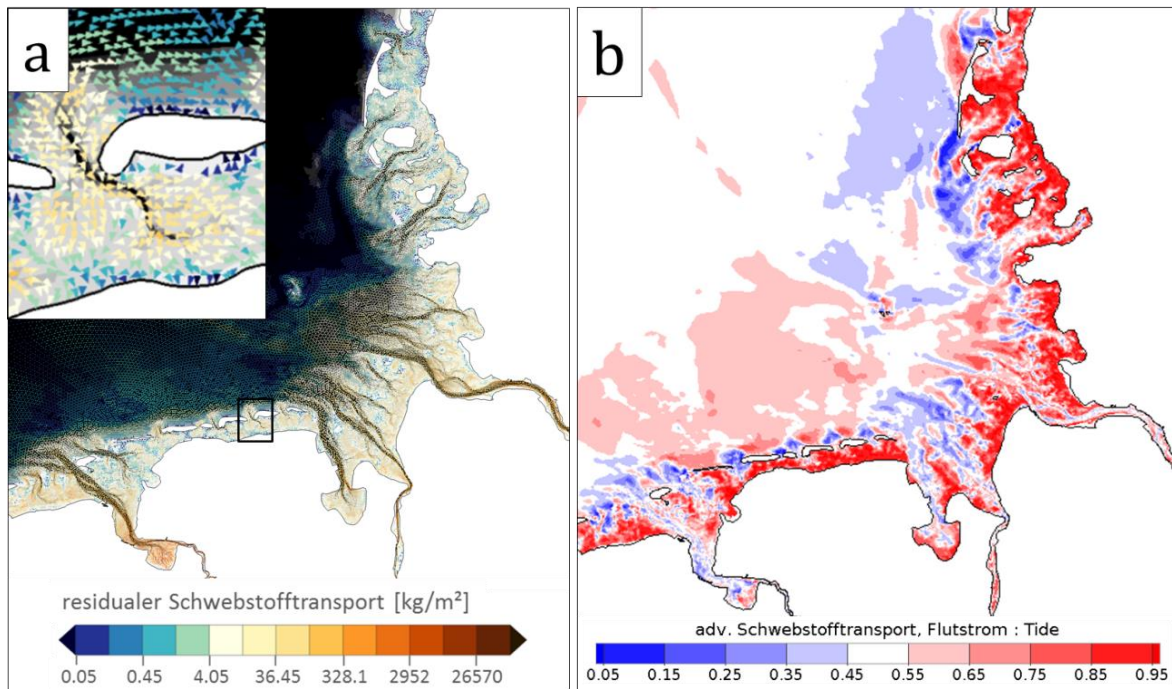 a
b
residualer Schwebstofftransport [kg/m²]
0.05 0.45 4.05 36.45 328.1 2952 26570
adv. Schwebstofftransport, Flutstrom : Tide
0.05 0.15 0.25 0.35 0.45 0.55 0.65 0.75 0.85 0.95